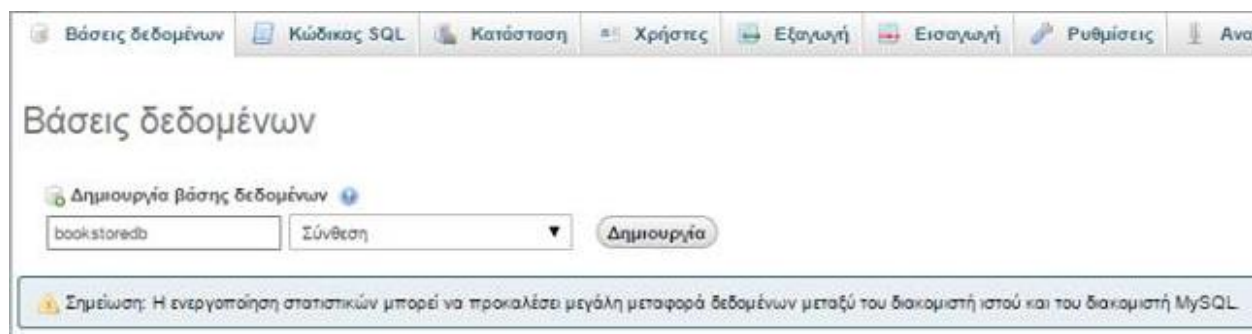 Βάσεις δεδομένων Κώδικας SQL Κατάσταση Χρήστες Εξαγωγή Εισαγωγή Ρυθμίσεις
Βάσεις δεδομένων
Δημιουργία βάσης δεδομένων
bookstoredb Σύνθεση Δημιουργία
Σημείωση: Η ενεργοποίηση στατιστικών μπορεί να προκαλέσει μεγάλη μεταφορά δεδομένων μεταξύ του διακομιστή ιστού και του διακομιστή MySQL.